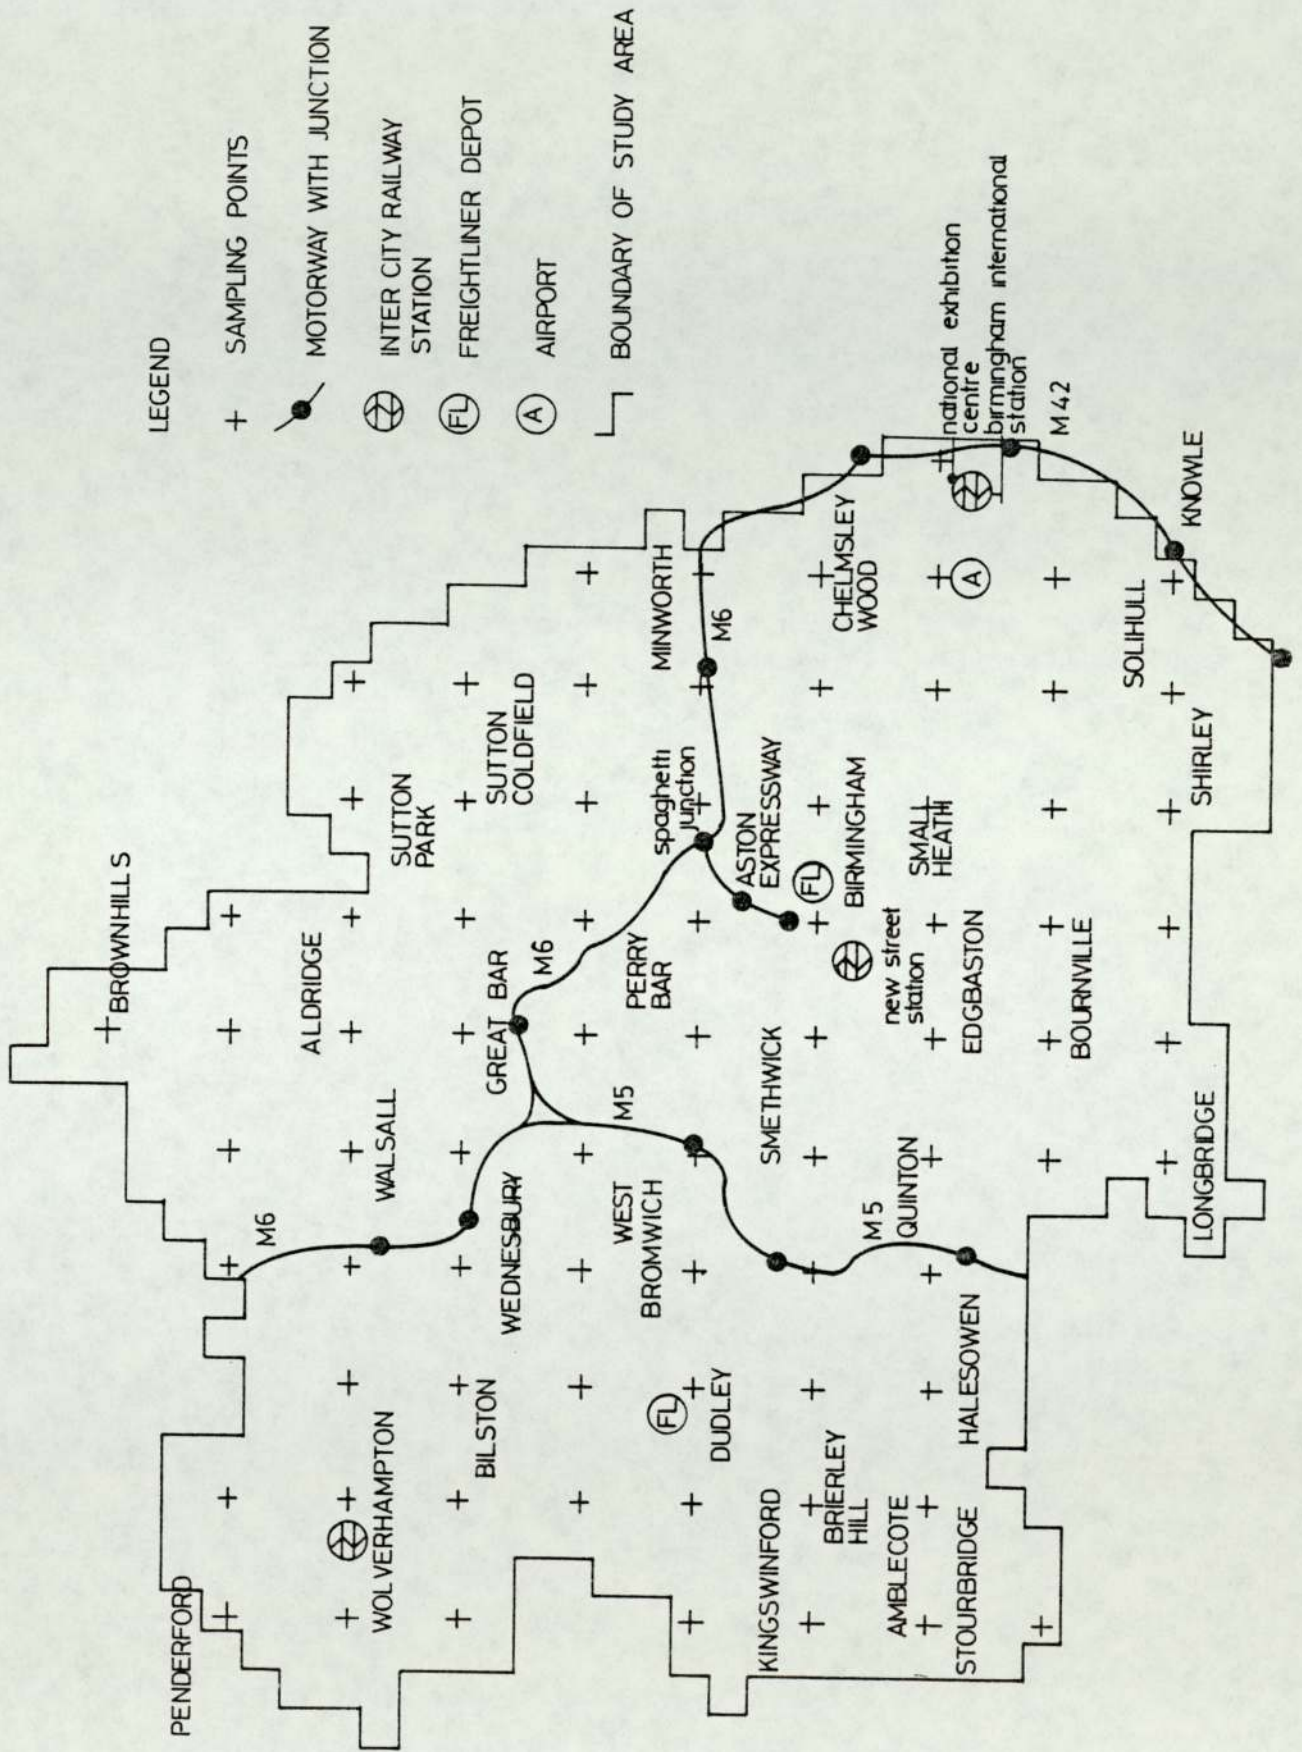 LEGEND
SAMPLING POINTS
MOTORWAY WITH JUNCTION
INTER CITY RAILWAY
STATION
FL
FREIGHTLINER DEPOT
A
AIRPORT
BOUNDARY OF STUDY AREA
PENDERFORD
BROWNHILLS
M6
ALDRIDGE
WOLVERHAMPTON
WALSALL
SUTTON
PARK
BILSTON
WEDNESBURY
GREAT BAR
M6
SUTTON
COLDFIELD
M5
WEST
BROMWICH
PERRY
BAR
spaghetti
junction
MINWORTH
M6
FL
DUDLEY
ASTON
EXPRESSWAY
KINGSWINFORD
SMETHWICK
FL
BIRMINGHAM
CHELMSLEY
WOOD
BRIERLEY
HILL
M5
QUINTON
new street
station
SMALL
HEATH
A
national exhibition
centre
birmingham international
station
AMBLECOTE
STOURBRIDGE
HALESOWEN
EDGBASTON
M42
BOURNVILLE
SOLIHULL
KNOWLE
LONGBRIDGE
SHIRLEY